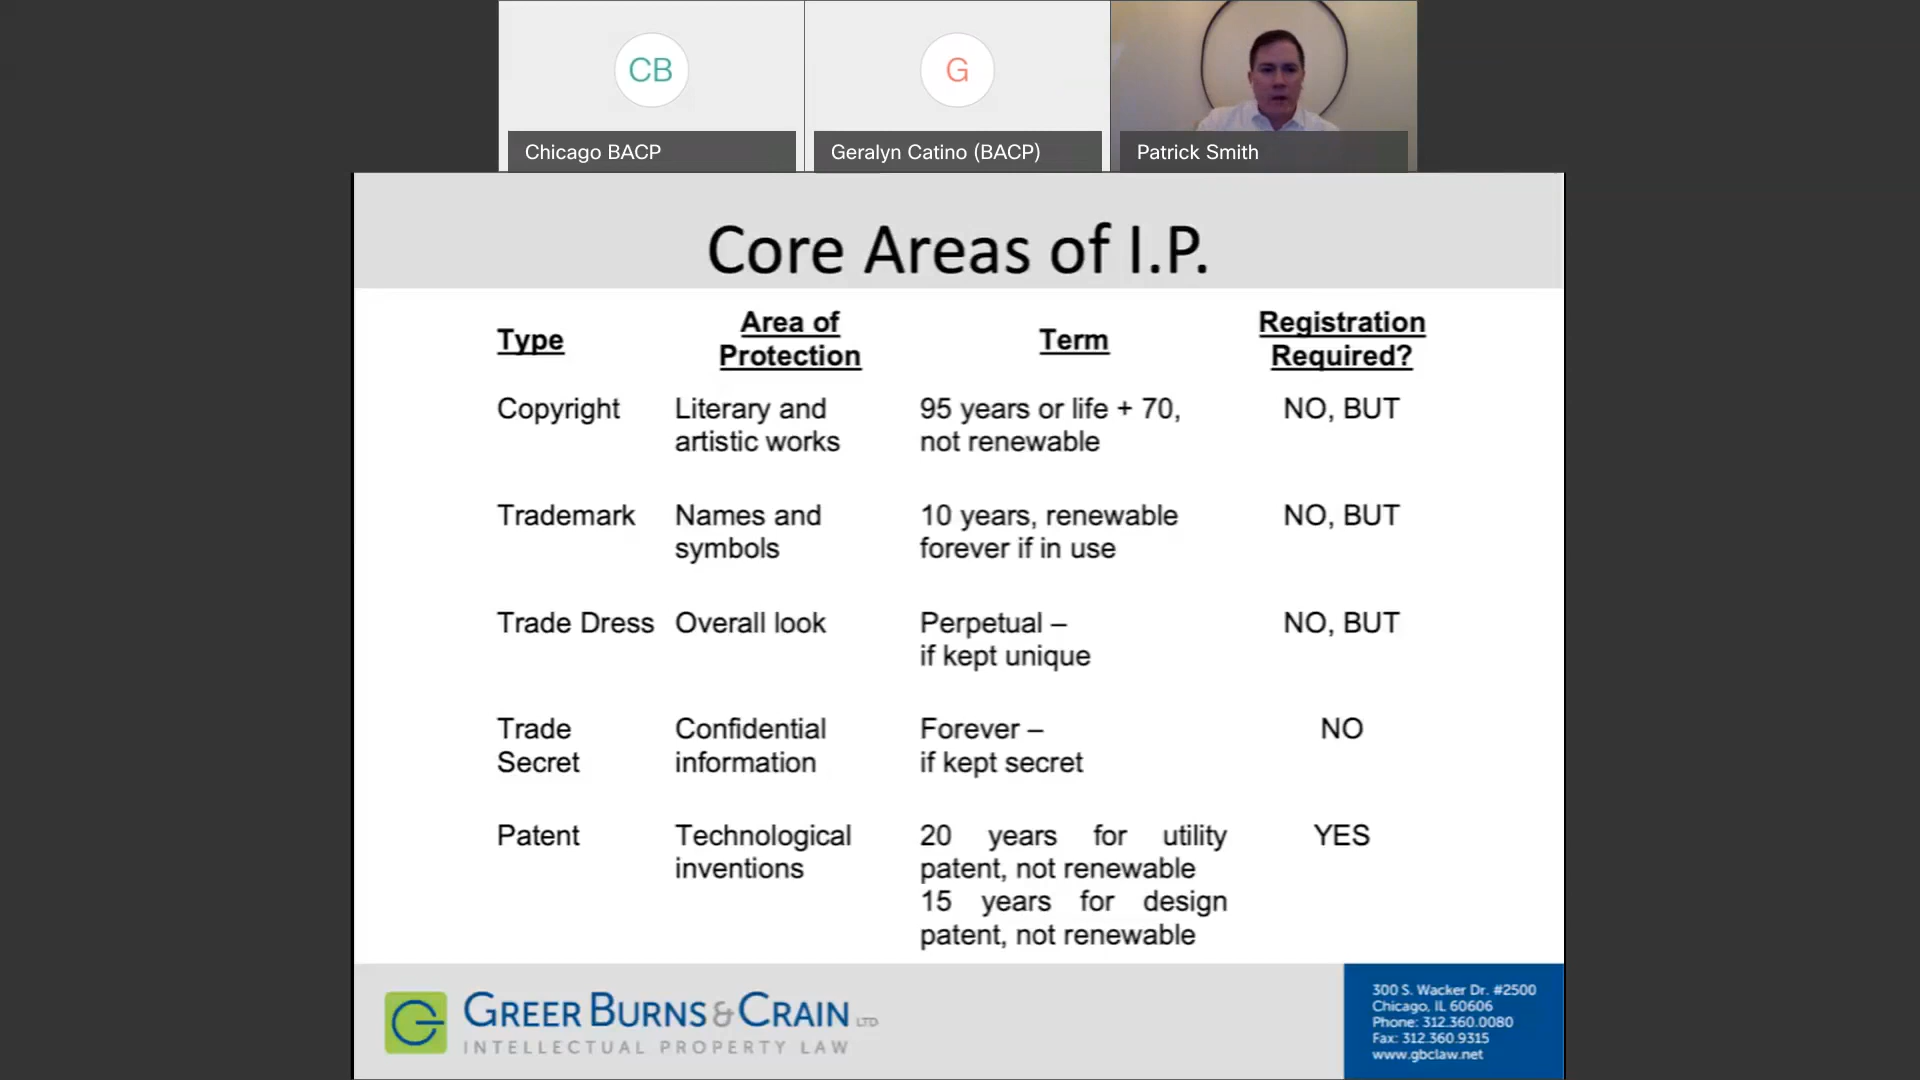 CB
G
Chicago BACP
Geralyn Catino (BACP)
Patrick Smith
Core Areas of I.P.
Type
Area of
Protection
Term
Registration
Required?
Copyright
Literary and
artistic works
95 years or life + 70,
not renewable
NO, BUT
Trademark
Names and
symbols
10 years, renewable
forever if in use
NO, BUT
Trade Dress
Overall look
Perpetual –
if kept unique
NO, BUT
Trade
Secret
Confidential
information
Forever –
if kept secret
NO
Patent
Technological
inventions
20 years for utility
patent, not renewable
15 years for design
patent, not renewable
YES
GREER BURNS & CRAIN LTD
INTELLECTUAL PROPERTY LAW
300 S. Wacker Dr. #2500
Chicago, IL 60606
Phone: 312.360.0080
Fax: 312.360.9315
www.gbclaw.net